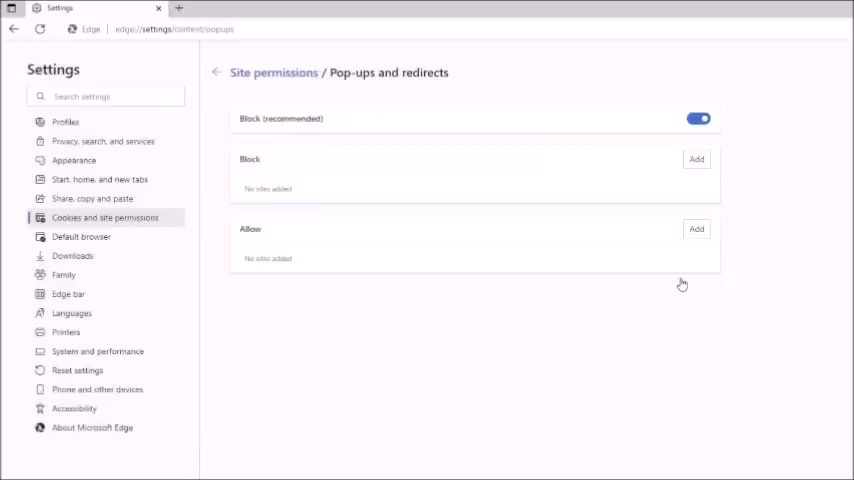 Settings
Edge
edge://settings/content/popups
Settings
Search settings
Profiles
Privacy, search, and services
Appearance
Start, home, and new tabs
Share, copy and paste
Cookies and site permissions
Default browser
Downloads
Family
Edge bar
Languages
Printers
System and performance
Reset settings
Phone and other devices
Accessibility
About Microsoft Edge
Site permissions / Pop-ups and redirects
Block (recommended)
Block
Add
No sites added
Allow
Add
No sites added